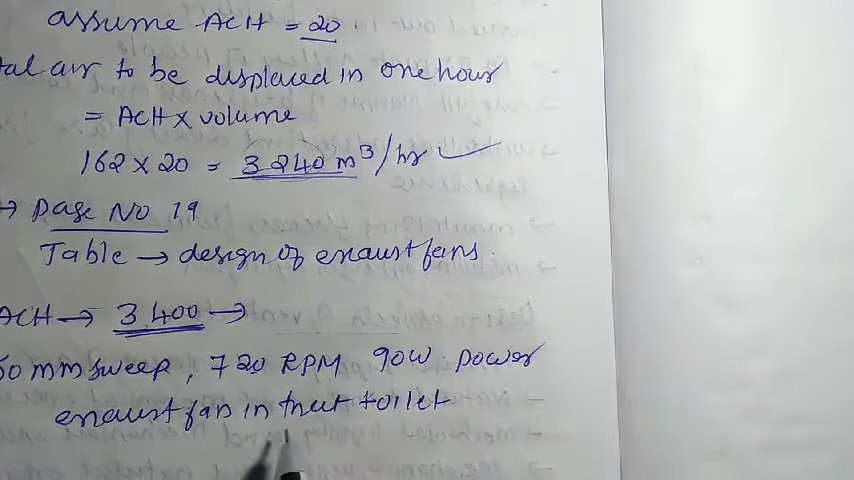 assume ACH = 20
tal air to be displaced in one hour
= ACH x volume
162 x 20 = 3240 m³/hr
→ Page No 19
Table → design of exaust fans.
ACH → 3400 →
50 mm sweep, 720 RPM 90W power
exaust fan in that toilet